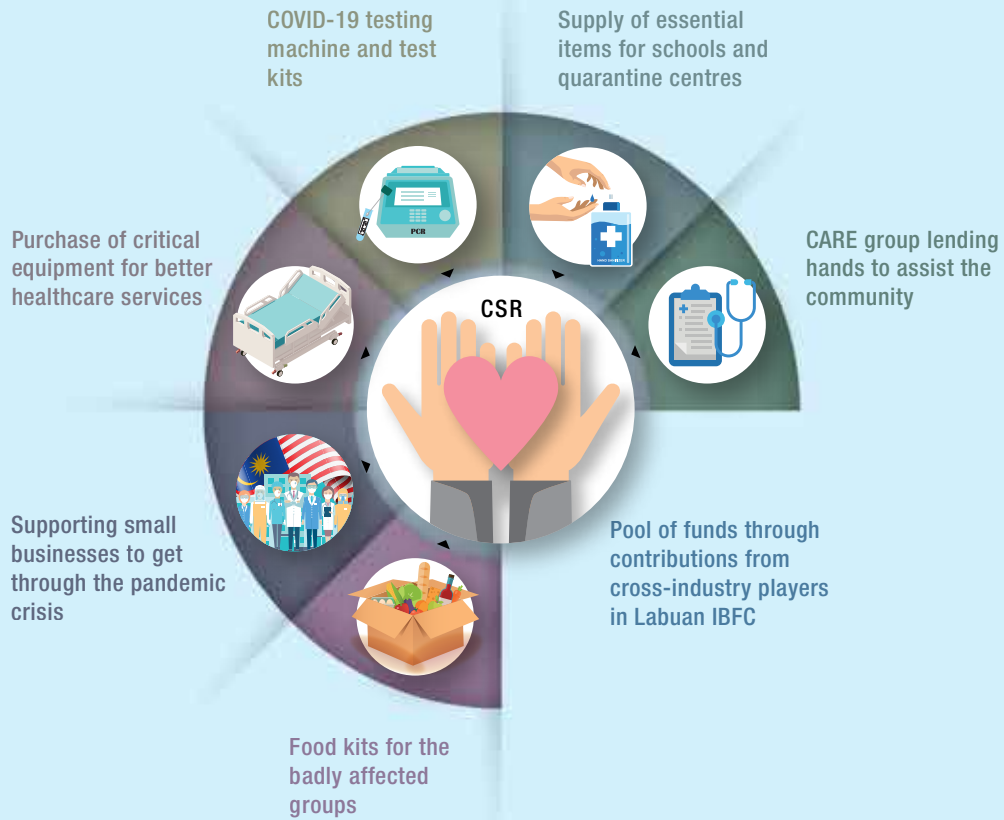 COVID-19 testing
machine and test
kits
Supply of essential
items for schools and
quarantine centres
Purchase of critical
equipment for better
healthcare services
PCR
CSR
CARE group lending
hands to assist the
community
Supporting small
businesses to get
through the pandemic
crisis
Pool of funds through
contributions from
cross-industry players
in Labuan IBFC
Food kits for the
badly affected
groups